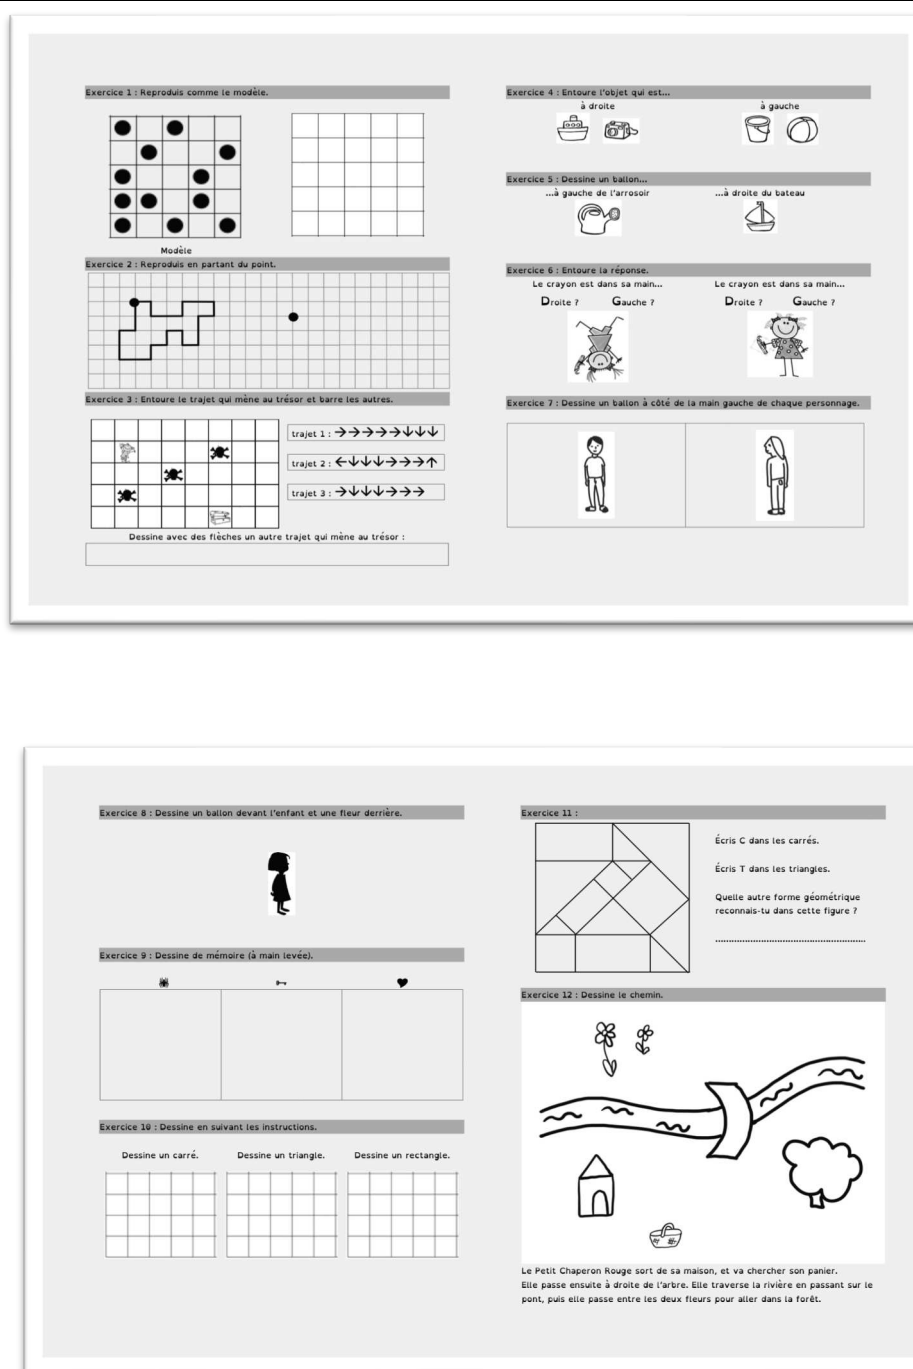 Exercice 1 : Reproduis comme le modèle.
Modèle
Exercice 2 : Reproduis en partant du point.
Exercice 3 : Entoure le trajet qui mène au trésor et barre les autres.
trajet 1 : →→→→→↓↓↓
trajet 2 : ←↓↓↓→→→↑
trajet 3 : →↓↓↓→→→
Dessine avec des flèches un autre trajet qui mène au trésor :
Exercice 4 : Entoure l'objet qui est...
à droite
à gauche
Exercice 5 : Dessine un ballon...
...à gauche de l'arrosoir
...à droite du bateau
Exercice 6 : Entoure la réponse.
Le crayon est dans sa main...
Droite ? Gauche ?
Le crayon est dans sa main...
Droite ? Gauche ?
Exercice 7 : Dessine un ballon à côté de la main gauche de chaque personnage.
Exercice 8 : Dessine un ballon devant l'enfant et une fleur derrière.
Exercice 9 : Dessine de mémoire (à main levée).
Exercice 10 : Dessine en suivant les instructions.
Dessine un carré.
Dessine un triangle.
Dessine un rectangle.
Exercice 11 :
Écris C dans les carrés.
Écris T dans les triangles.
Quelle autre forme géométrique
reconnais-tu dans cette figure ?
Exercice 12 : Dessine le chemin.
Le Petit Chaperon Rouge sort de sa maison, et va chercher son panier.
Elle passe ensuite à droite de l'arbre. Elle traverse la rivière en passant sur le
pont, puis elle passe entre les deux fleurs pour aller dans la forêt.